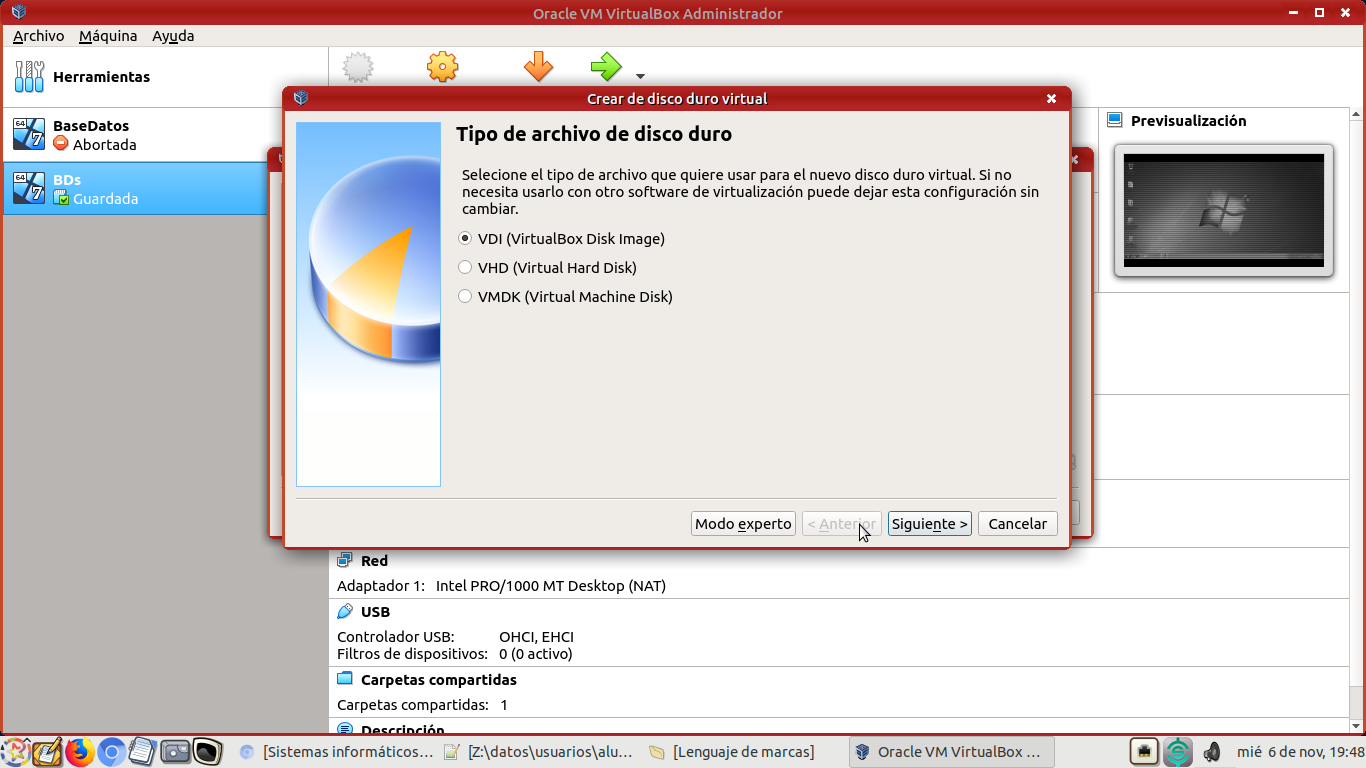 Oracle VM VirtualBox Administrador
Archivo Máquina Ayuda
Herramientas
64
7
BaseDatos
Abortada
64
7
BDs
Guardada
Previsualización
Crear de disco duro virtual
Tipo de archivo de disco duro
Selecione el tipo de archivo que quiere usar para el nuevo disco duro virtual. Si no
necesita usarlo con otro software de virtualización puede dejar esta configuración sin
cambiar.
VDI (VirtualBox Disk Image)
VHD (Virtual Hard Disk)
VMDK (Virtual Machine Disk)
Modo experto < Anterior Siguiente > Cancelar
Red
Adaptador 1: Intel PRO/1000 MT Desktop (NAT)
USB
Controlador USB: OHCI, EHCI
Filtros de dispositivos: 0 (0 activo)
Carpetas compartidas
Carpetas compartidas: 1
Descripción
[Sistemas informáticos... [Z:\datos\usuarios\alu... [Lenguaje de marcas] Oracle VM VirtualBox ... mié 6 de nov, 19:48